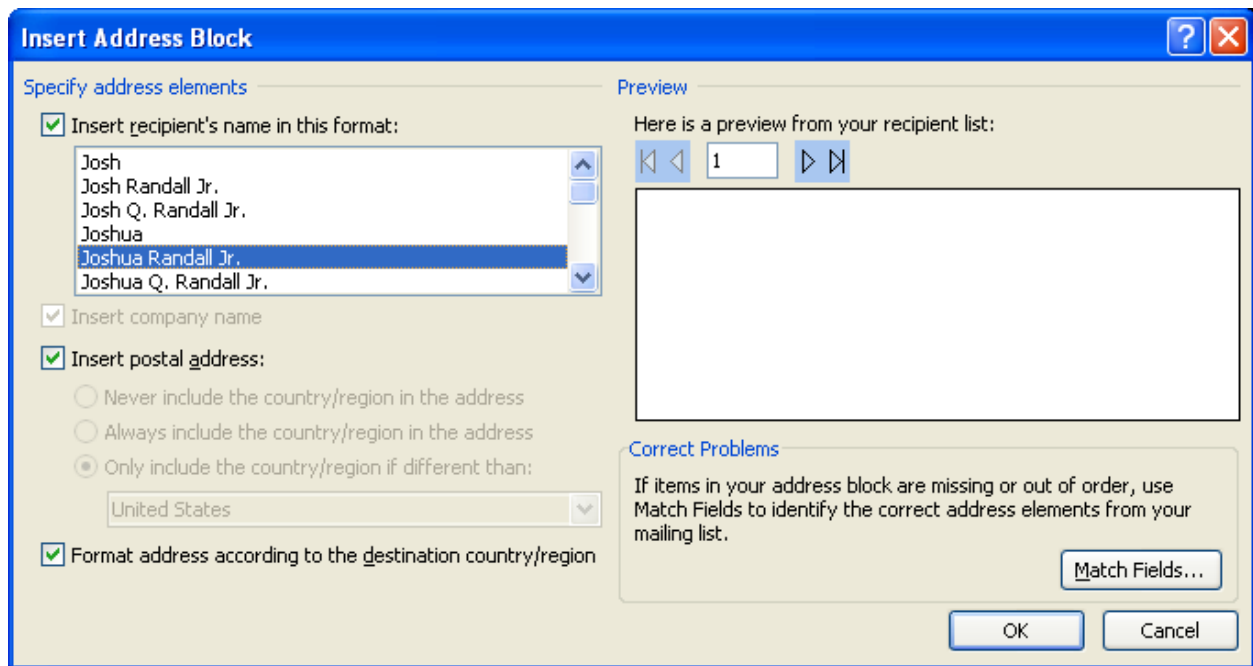 Insert Address Block
Specify address elements
Insert recipient's name in this format:
Josh
Josh Randall Jr.
Josh Q. Randall Jr.
Joshua
Joshua Randall Jr.
Joshua Q. Randall Jr.
Insert company name
Insert postal address:
Never include the country/region in the address
Always include the country/region in the address
Only include the country/region if different than:
United States
Format address according to the destination country/region
Preview
Here is a preview from your recipient list:
1
Correct Problems
If items in your address block are missing or out of order, use
Match Fields to identify the correct address elements from your
mailing list.
Match Fields...
OK
Cancel